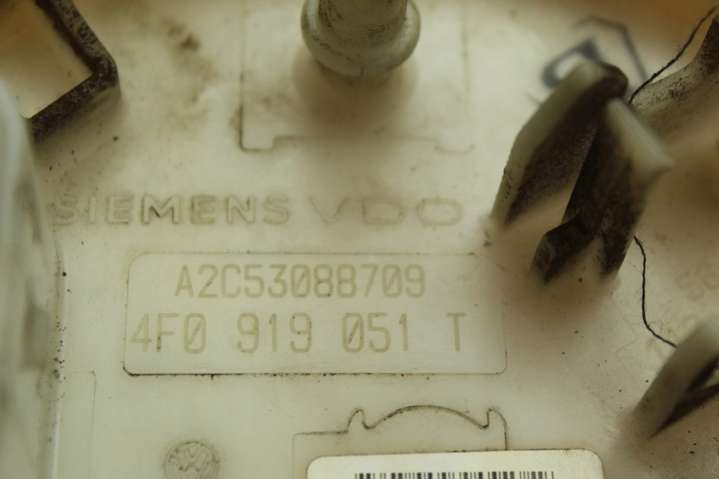 SIEMENS VDO
A2C53088709
4F0 919 051 T